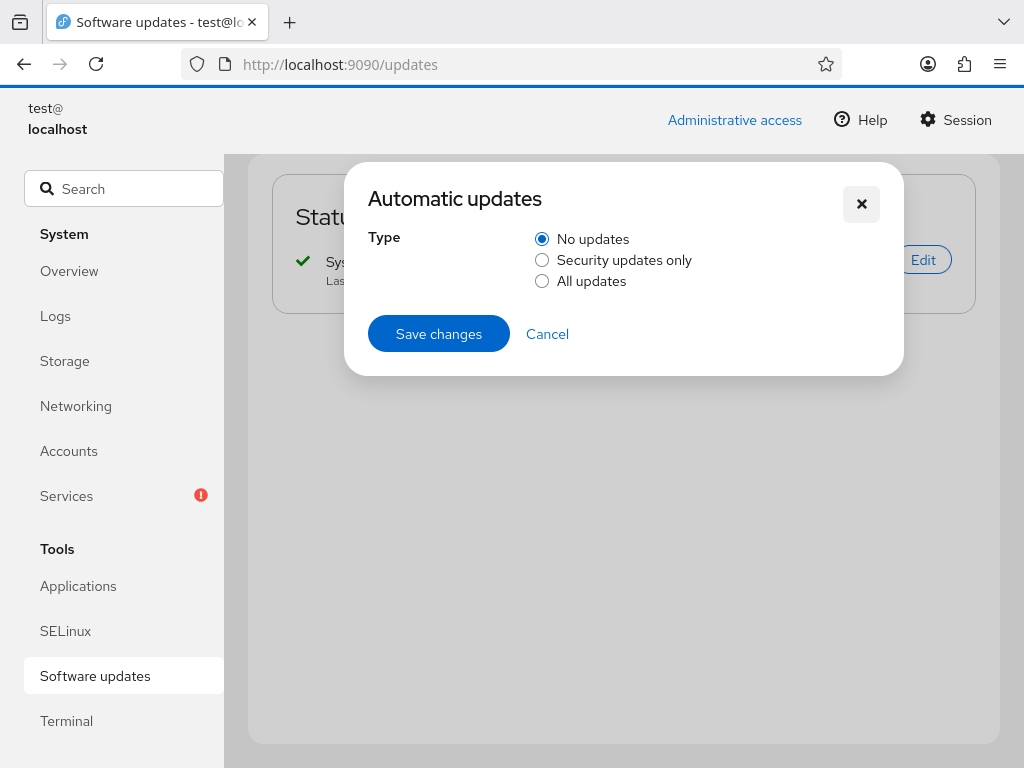 Software updates - test@lo
http://localhost:9090/updates
test@
localhost
Administrative access
Help
Session
Search
System
Overview
Logs
Storage
Networking
Accounts
Services
Tools
Applications
SELinux
Software updates
Terminal
Statu
Sys
Las
Edit
Automatic updates
Type
No updates
Security updates only
All updates
Save changes
Cancel